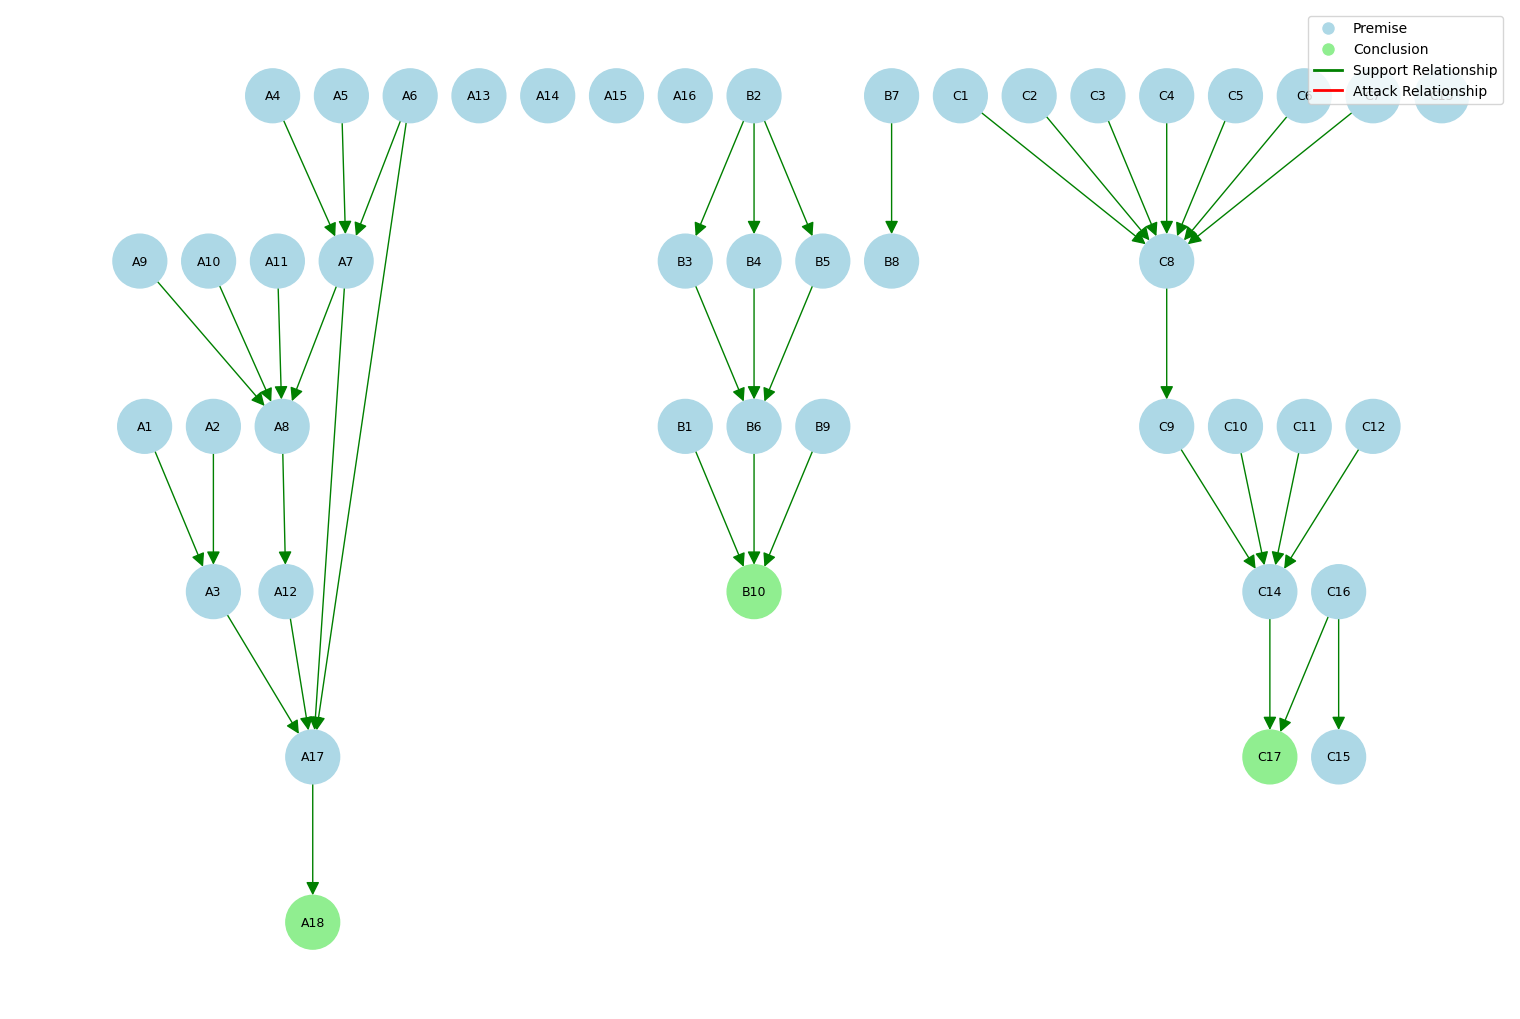 Premise
Conclusion
Support Relationship
Attack Relationship
A4 A5 A6 A13 A14 A15 A16 B2 B7 C1 C2 C3 C4 C5 C6 C7 C13
A9 A10 A11 A7 B3 B4 B5 B8 C8
A1 A2 A8 B1 B6 B9 C9 C10 C11 C12
A3 A12 B10 C14 C16
A17 C17 C15
A18